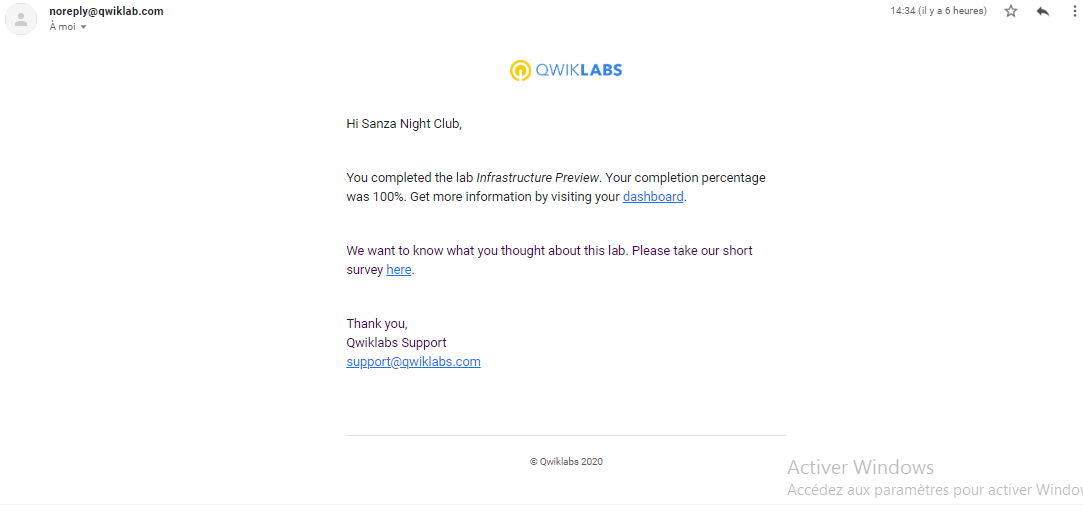 noreply@qwiklab.com
14:34 (il y a 6 heures)
À moi
QWIKLABS
Hi Sanza Night Club,
You completed the lab Infrastructure Preview. Your completion percentage
was 100%. Get more information by visiting your dashboard.
We want to know what you thought about this lab. Please take our short
survey here.
Thank you,
Qwiklabs Support
support@qwiklabs.com
© Qwiklabs 2020
Activer Windows
Accédez aux paramètres pour activer Windov